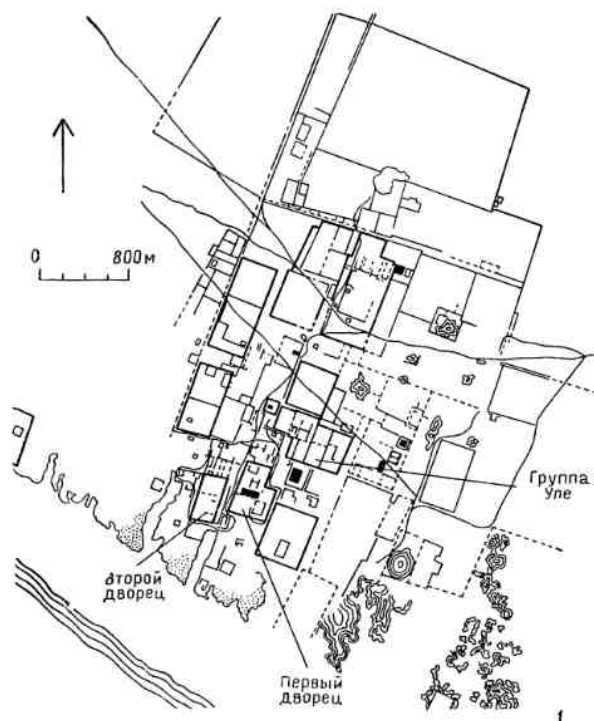 0 800м
Группа
Уле
Второй
дворец
Первый
дворец
1